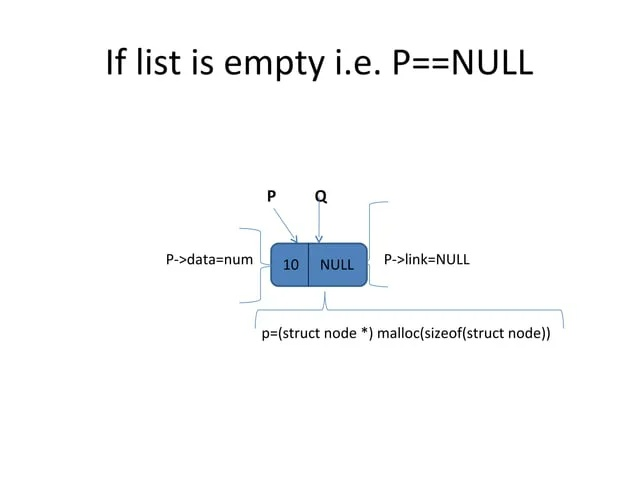 If list is empty i.e. P==NULL
P Q
P->data=num 10 NULL P->link=NULL
p=(struct node *) malloc(sizeof(struct node))